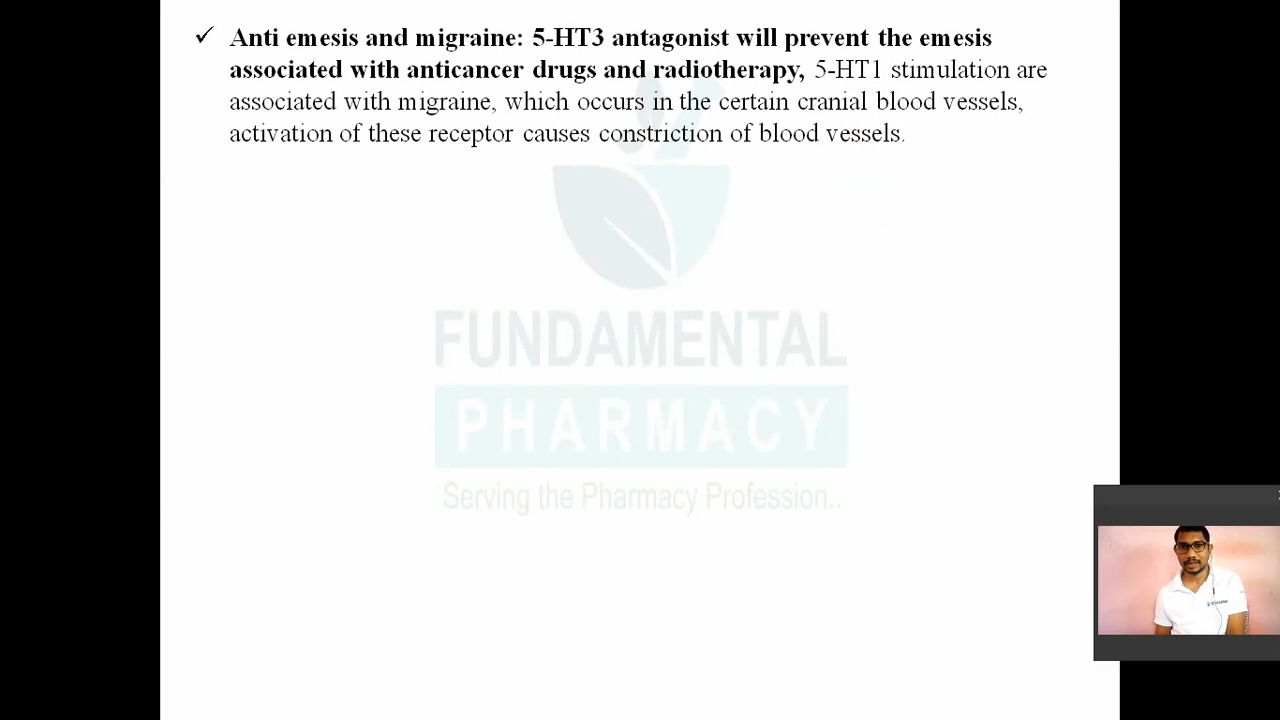 ✓ Anti emesis and migraine: 5-HT3 antagonist will prevent the emesis
associated with anticancer drugs and radiotherapy, 5-HT1 stimulation are
associated with migraine, which occurs in the certain cranial blood vessels,
activation of these receptor causes constriction of blood vessels.
FUNDAMENTAL
PHARMACY
Serving the Pharmacy Profession..